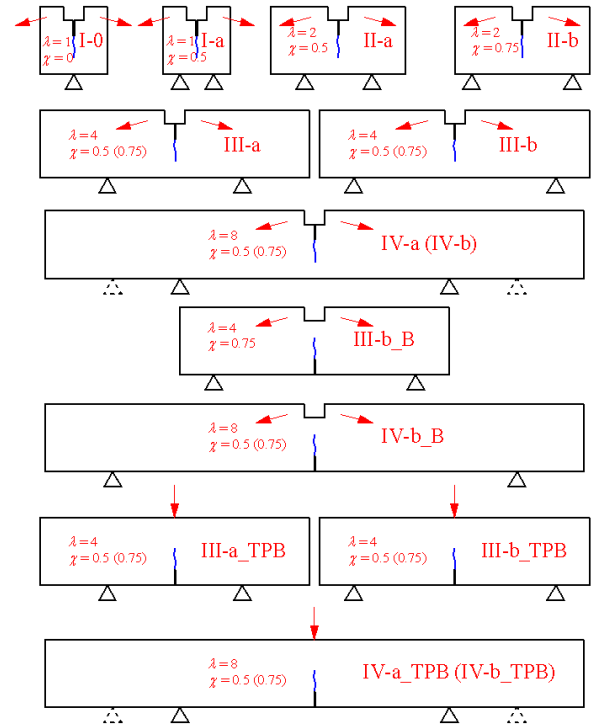 λ=1
χ=0
I-0
λ=1
χ=0.5
I-a
λ=2
χ=0.5
II-a
λ=2
χ=0.75
II-b
λ=4
χ=0.5 (0.75)
III-a
λ=4
χ=0.5 (0.75)
III-b
λ=8
χ=0.5 (0.75)
IV-a (IV-b)
λ=4
χ=0.75
III-b_B
λ=8
χ=0.5 (0.75)
IV-b_B
λ=4
χ=0.5 (0.75)
III-a_TPB
λ=4
χ=0.5 (0.75)
III-b_TPB
λ=8
χ=0.5 (0.75)
IV-a_TPB (IV-b_TPB)